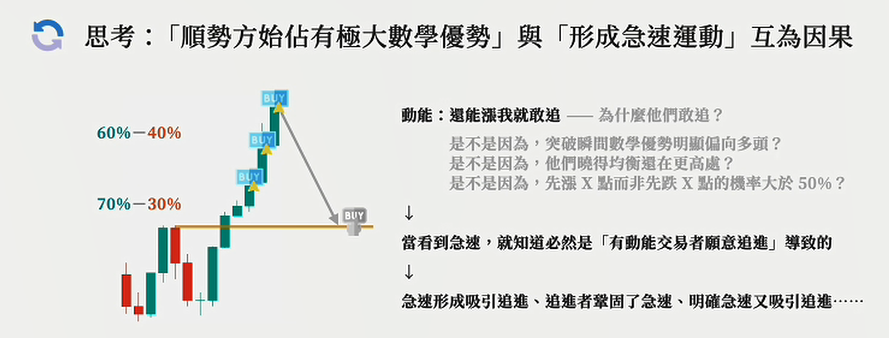 思考：「順勢方始佔有極大數學優勢」與「形成急速運動」互為因果
BUY
60%—40%
BUY
70%—30%
BUY
BUY
動能：還能漲我就敢追 —— 為什麼他們敢追？
是不是因為，突破瞬間數學優勢明顯偏向多頭？
是不是因為，他們曉得均衡還在更高處？
是不是因為，先漲 X 點而非先跌 X 點的機率大於 50%？
↓
當看到急速，就知道必然是「有動能交易者願意追進」導致的
↓
急速形成吸引追進、追進者鞏固了急速、明確急速又吸引追進……